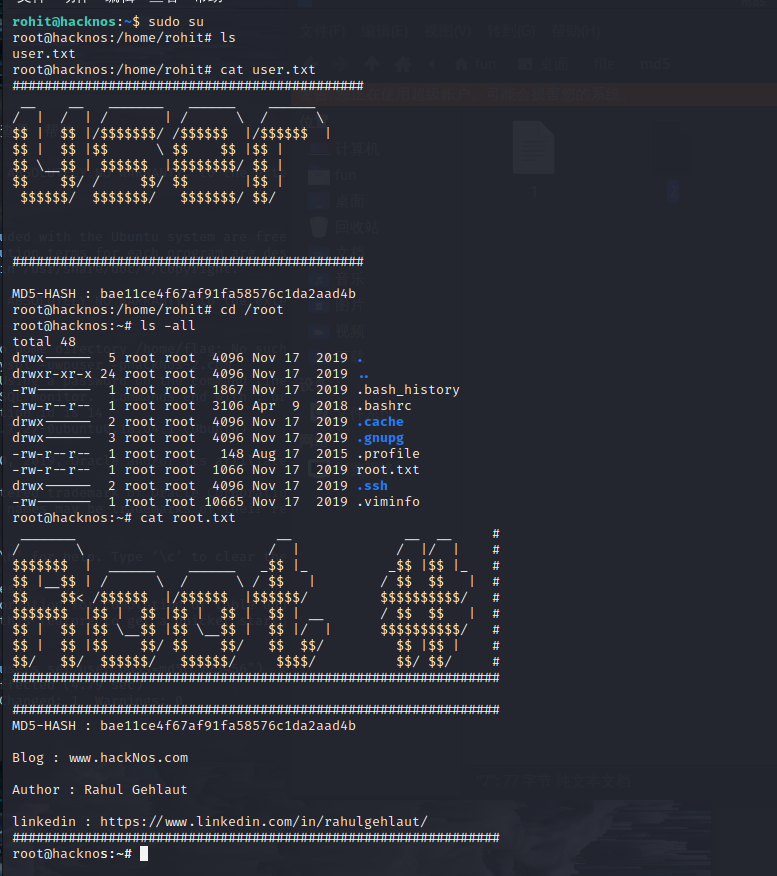 rohit@hacknos:~$ sudo su
root@hacknos:/home/rohit# ls
user.txt
root@hacknos:/home/rohit# cat user.txt
############################################
  __    __   _______   ______    ______
/  |  /  | /       | /      \  /      \
$$ |  $$ |/$$$$$$$/ /$$$$$$  |/$$$$$$  |
$$ |  $$ |$$      \ $$    $$ |$$ |
$$ \__$$ | $$$$$$  |$$$$$$$$/ $$ |
$$    $$/ /     $$/ $$       |$$ |
 $$$$$$/  $$$$$$$/   $$$$$$$/ $$/
############################################
MD5-HASH : bae11ce4f67af91fa58576c1da2aad4b
root@hacknos:/home/rohit# cd /root
root@hacknos:~# ls -all
total 48
drwx------  5 root root  4096 Nov 17  2019 .
drwxr-xr-x 24 root root  4096 Nov 17  2019 ..
-rw-------  1 root root  1867 Nov 17  2019 .bash_history
-rw-r--r--  1 root root  3106 Apr  9  2018 .bashrc
drwx------  2 root root  4096 Nov 17  2019 .cache
drwx------  3 root root  4096 Nov 17  2019 .gnupg
-rw-r--r--  1 root root   148 Aug 17  2015 .profile
-rw-r--r--  1 root root  1066 Nov 17  2019 root.txt
drwx------  2 root root  4096 Nov 17  2019 .ssh
-rw-------  1 root root 10665 Nov 17  2019 .viminfo
root@hacknos:~# cat root.txt
 _______                         __              __  __     #
/       \                       /  |            /  |/  |    #
$$$$$$$  |  ______    ______   _$$ |_          _$$ |$$ |_   #
$$ |__$$ | /      \  /      \ / $$   |        / $$  $$   |  #
$$    $$< /$$$$$$  |/$$$$$$  |$$$$$$/         $$$$$$$$$$/   #
$$$$$$$  |$$ |  $$ |$$ |  $$ |  $$ | __       / $$  $$   |  #
$$ |  $$ |$$ \__$$ |$$ \__$$ |  $$ |/  |      $$$$$$$$$$/   #
$$ |  $$ |$$    $$/ $$    $$/   $$  $$/         $$ |$$ |    #
$$/   $$/  $$$$$$/   $$$$$$/     $$$$/          $$/ $$/     #
#############################################################
#############################################################
MD5-HASH : bae11ce4f67af91fa58576c1da2aad4b
Blog : www.hackNos.com
Author : Rahul Gehlaut
linkedin : https://www.linkedin.com/in/rahulgehlaut/
#############################################################
root@hacknos:~#